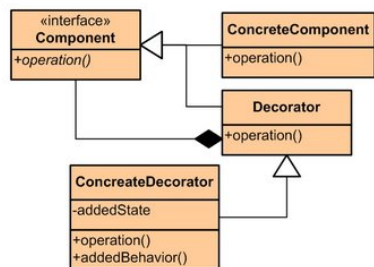 «interface»
Component
+operation()
ConcreteComponent
+operation()
Decorator
+operation()
ConcreateDecorator
-addedState
+operation()
+addedBehavior()